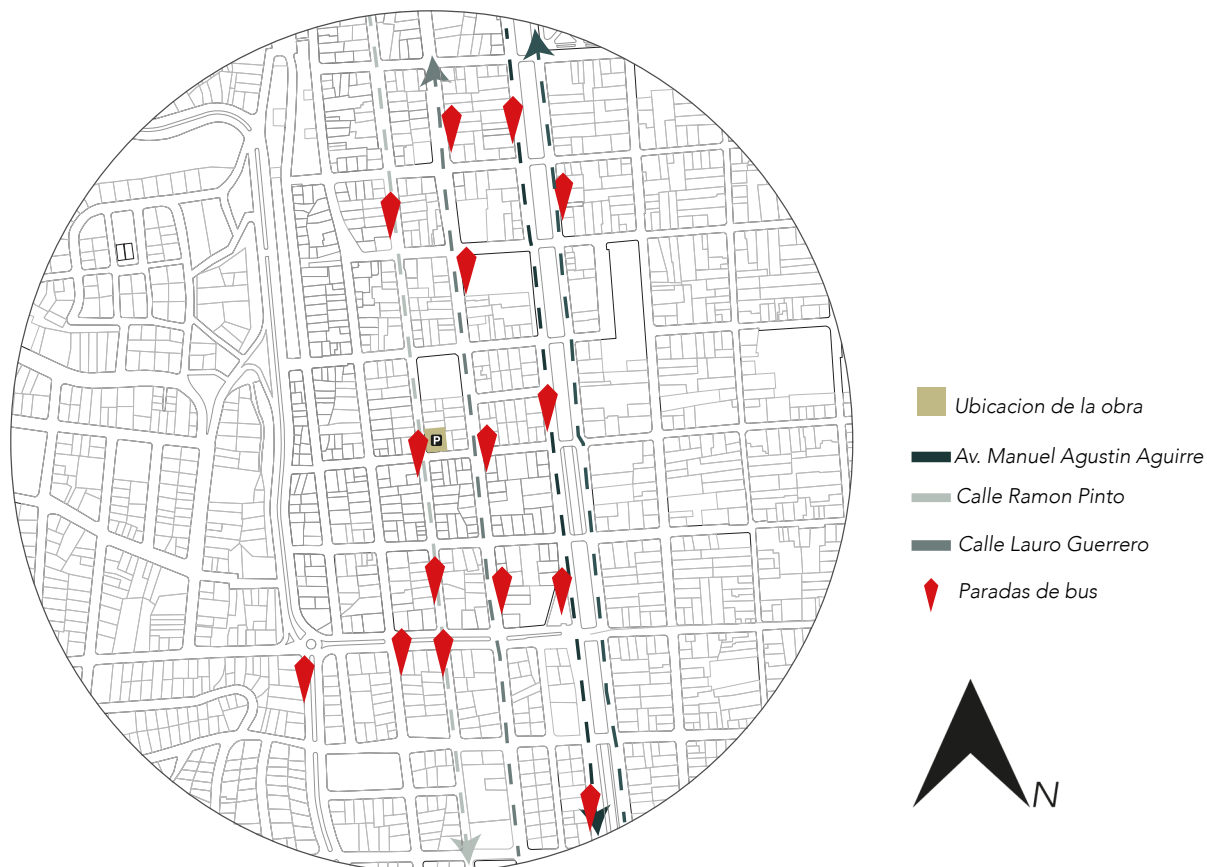 P
Ubicacion de la obra
Av. Manuel Agustin Aguirre
Calle Ramon Pinto
Calle Lauro Guerrero
Paradas de bus
N